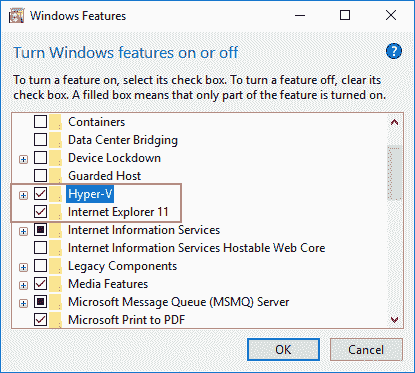 Windows Features
Turn Windows features on or off
?
To turn a feature on, select its check box. To turn a feature off, clear its
check box. A filled box means that only part of the feature is turned on.
Containers
Data Center Bridging
Device Lockdown
Guarded Host
Hyper-V
Internet Explorer 11
Internet Information Services
Internet Information Services Hostable Web Core
Legacy Components
Media Features
Microsoft Message Queue (MSMQ) Server
Microsoft Print to PDF
OK
Cancel